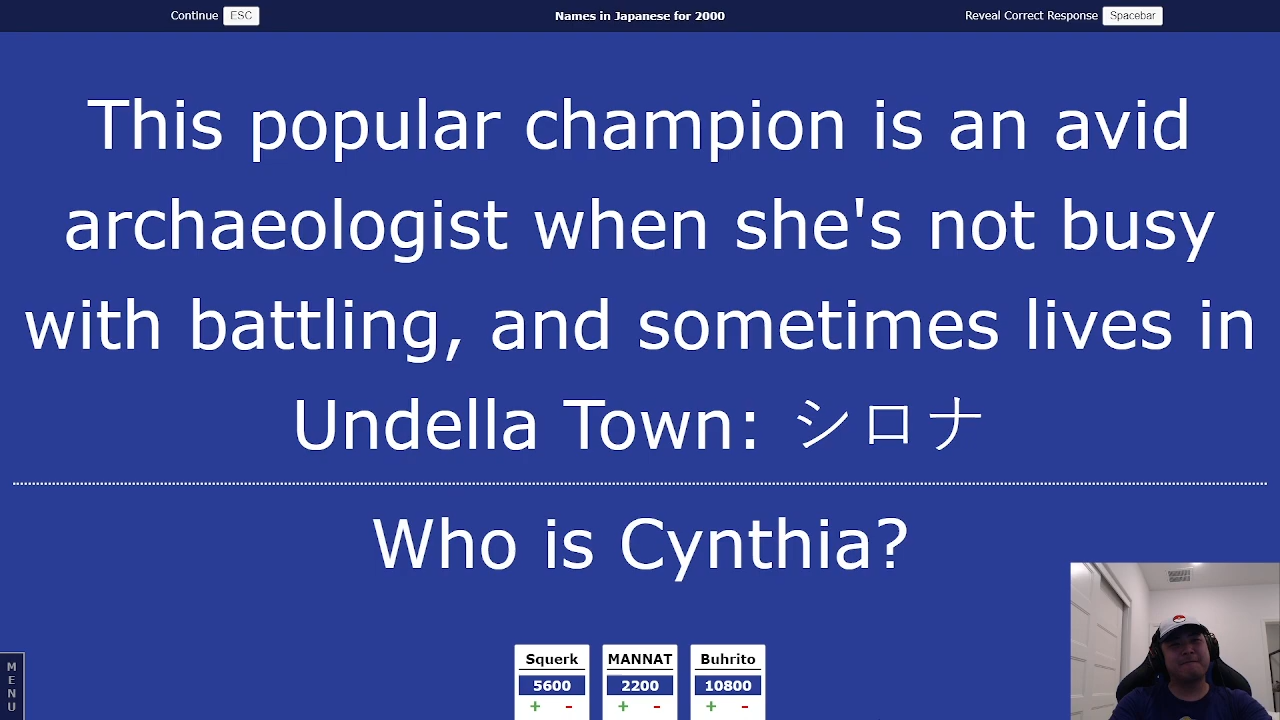 Continue ESC
Names in Japanese for 2000
Reveal Correct Response Spacebar
This popular champion is an avid
archaeologist when she's not busy
with battling, and sometimes lives in
Undella Town: シロナ
Who is Cynthia?
MENU
Squerk MANNAT Buhrito
5600 2200 10800
+ - + - + -